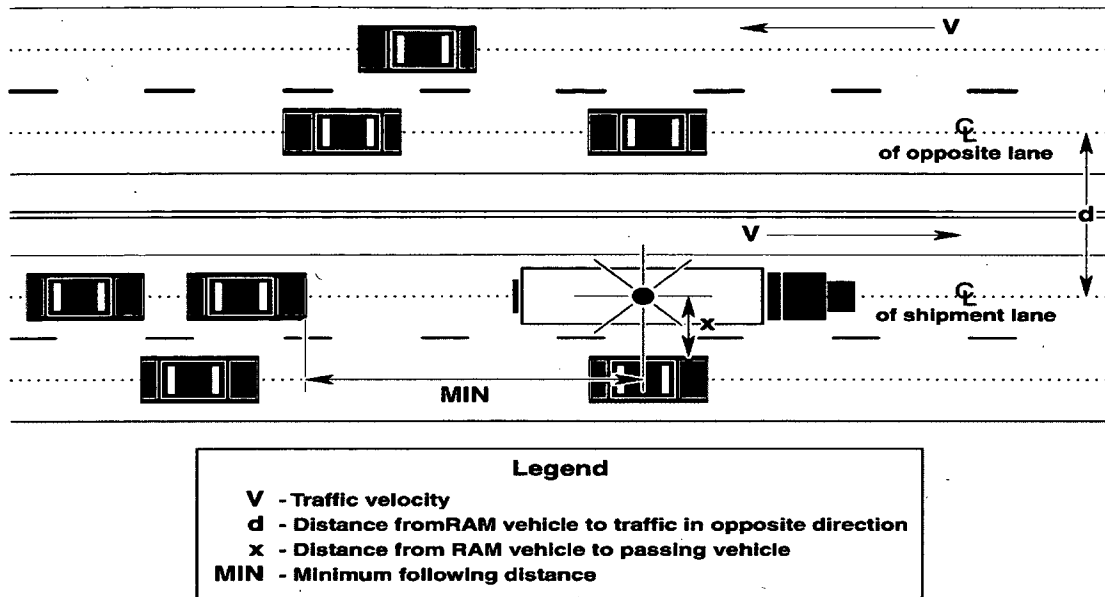 V
℄
of opposite lane
d
V
℄
of shipment lane
x
MIN
Legend
V - Traffic velocity
d - Distance fromRAM vehicle to traffic in opposite direction
x - Distance from RAM vehicle to passing vehicle
MIN - Minimum following distance